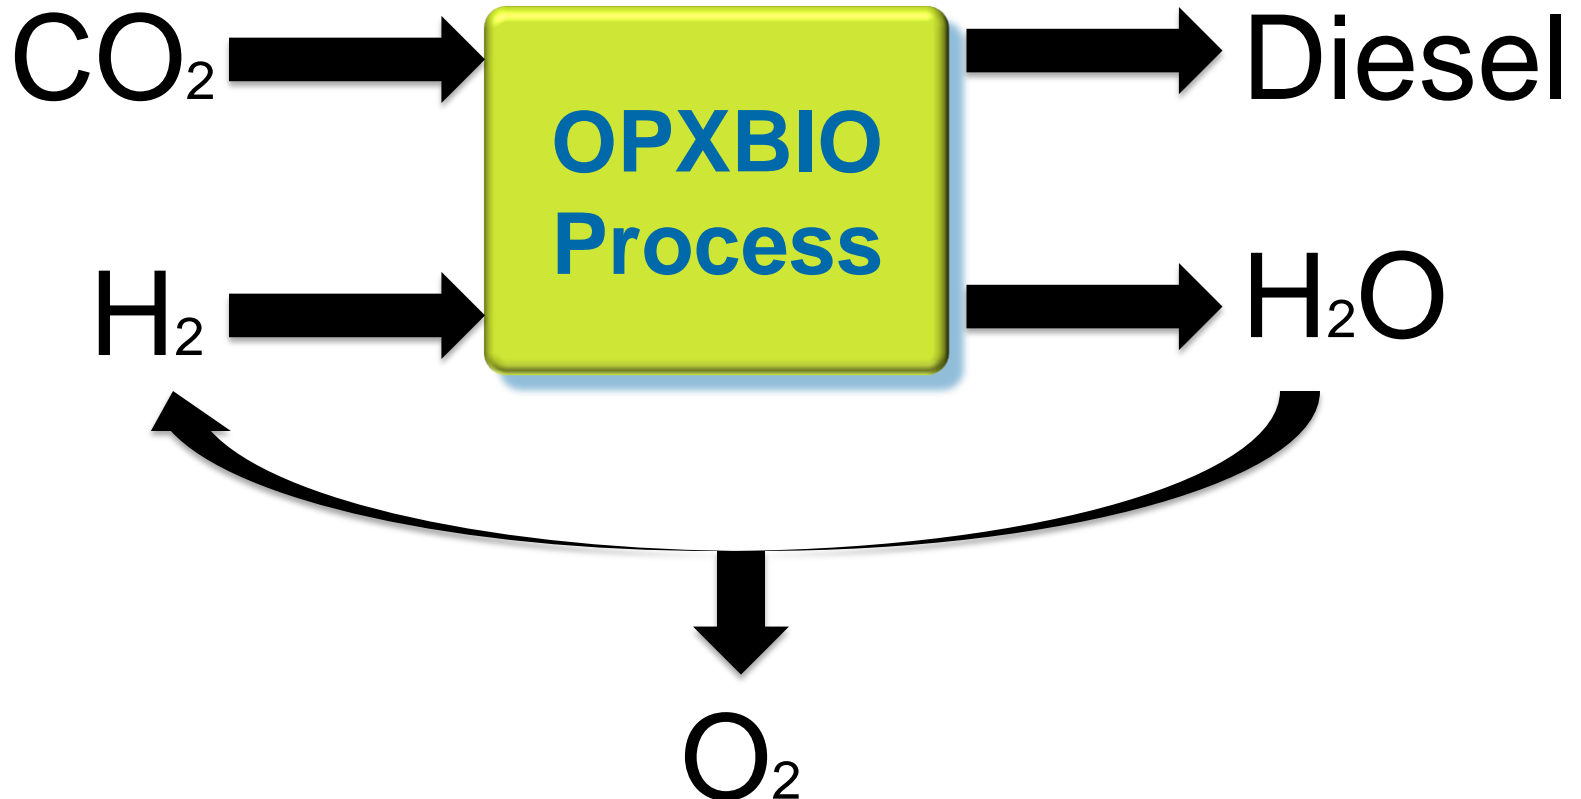 CO₂
Diesel
OPXBIO
Process
H₂
H₂O
O₂